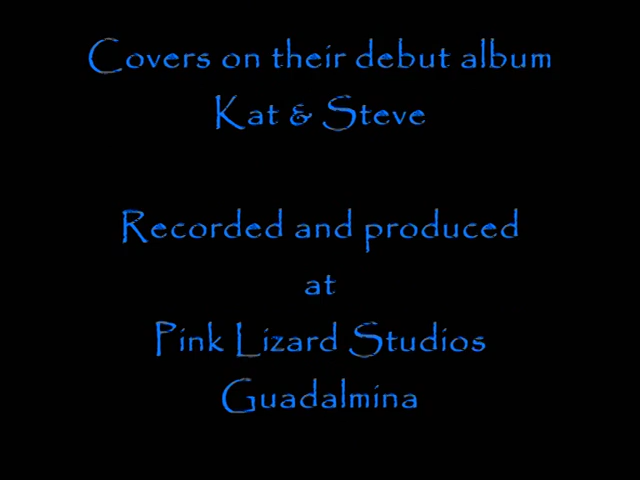 Covers on their debut album
Kat & Steve
Recorded and produced
at
Pink Lizard Studios
Guadalmina